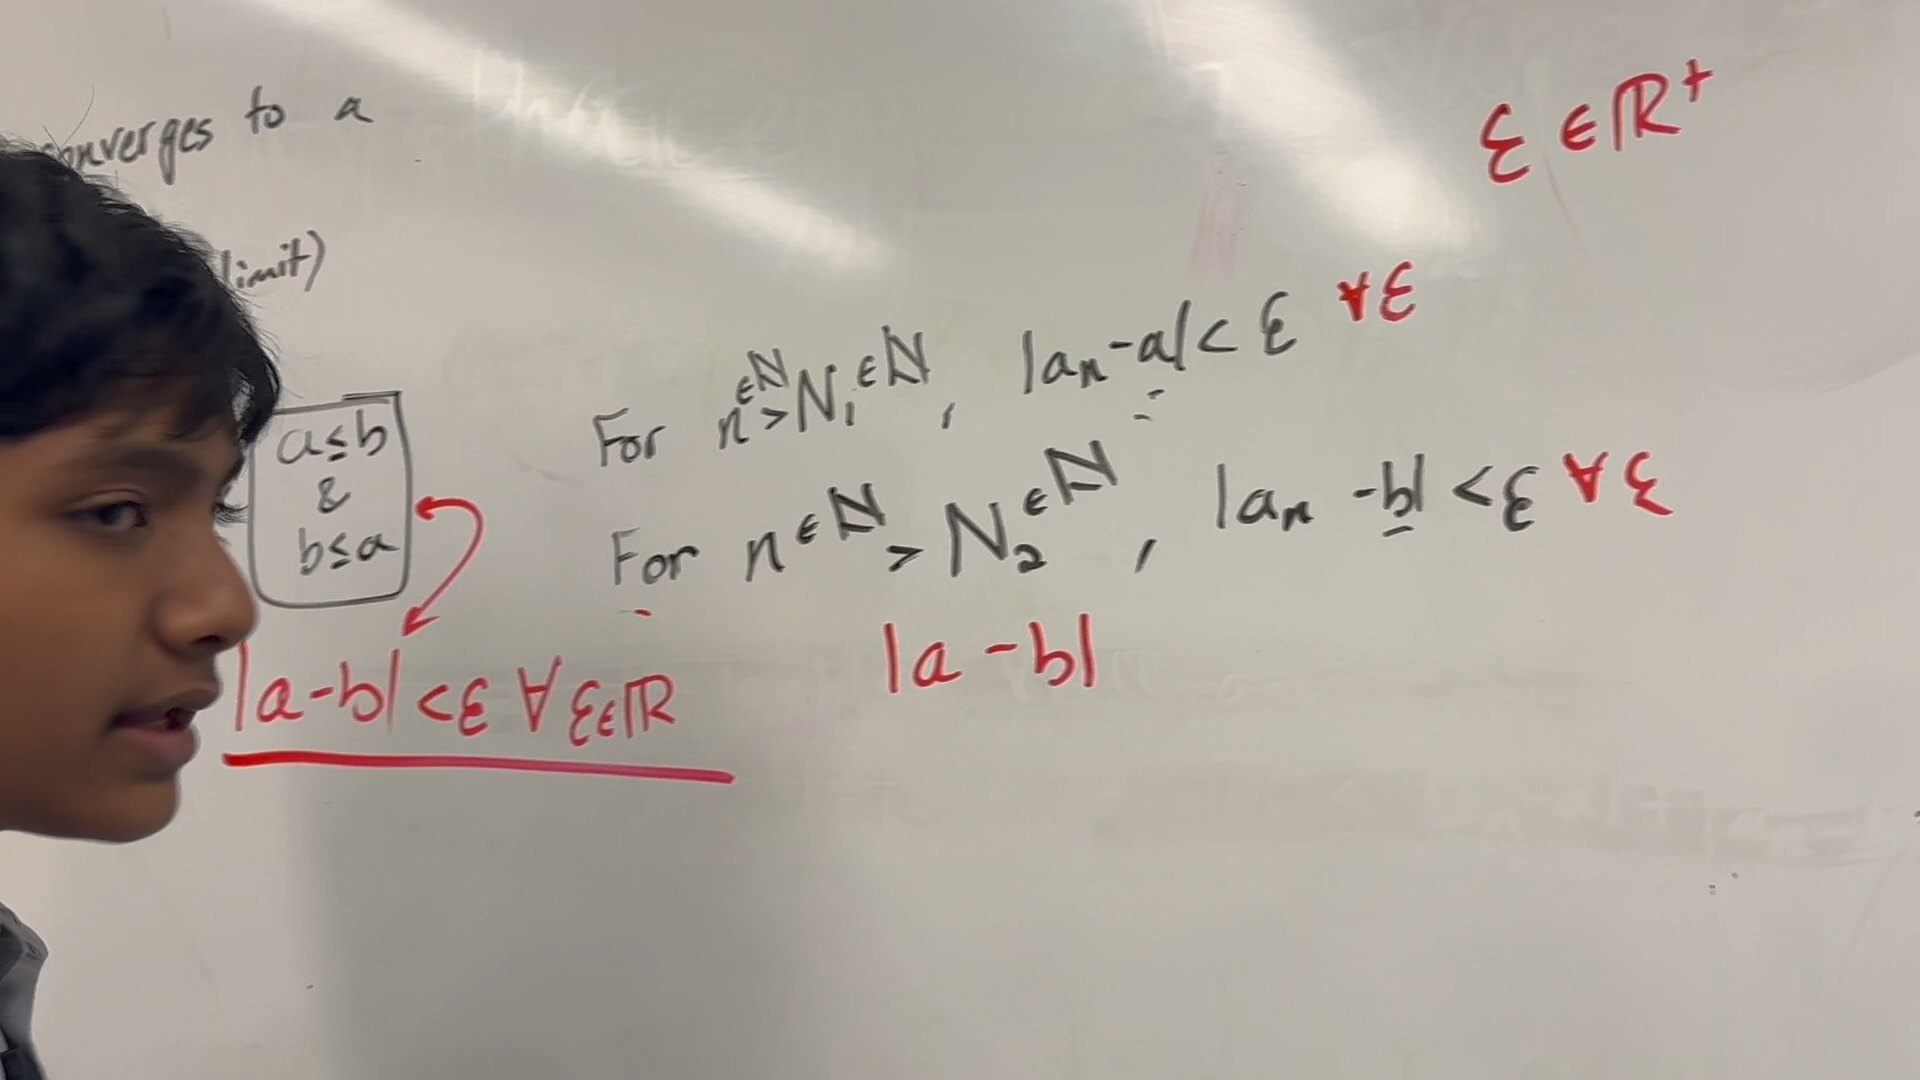 converges to a
limit)
ε ∈ ℝ⁺
For n^{∈ℕ} > N₁^{∈ℕ}, |aₙ - a| < ε ∀ε
a ≤ b
&
b ≤ a
For n^{∈ℕ} > N₂^{∈ℕ}, |aₙ - b| < ε ∀ε
|a - b| < ε ∀ ε∈ℝ
|a - b|